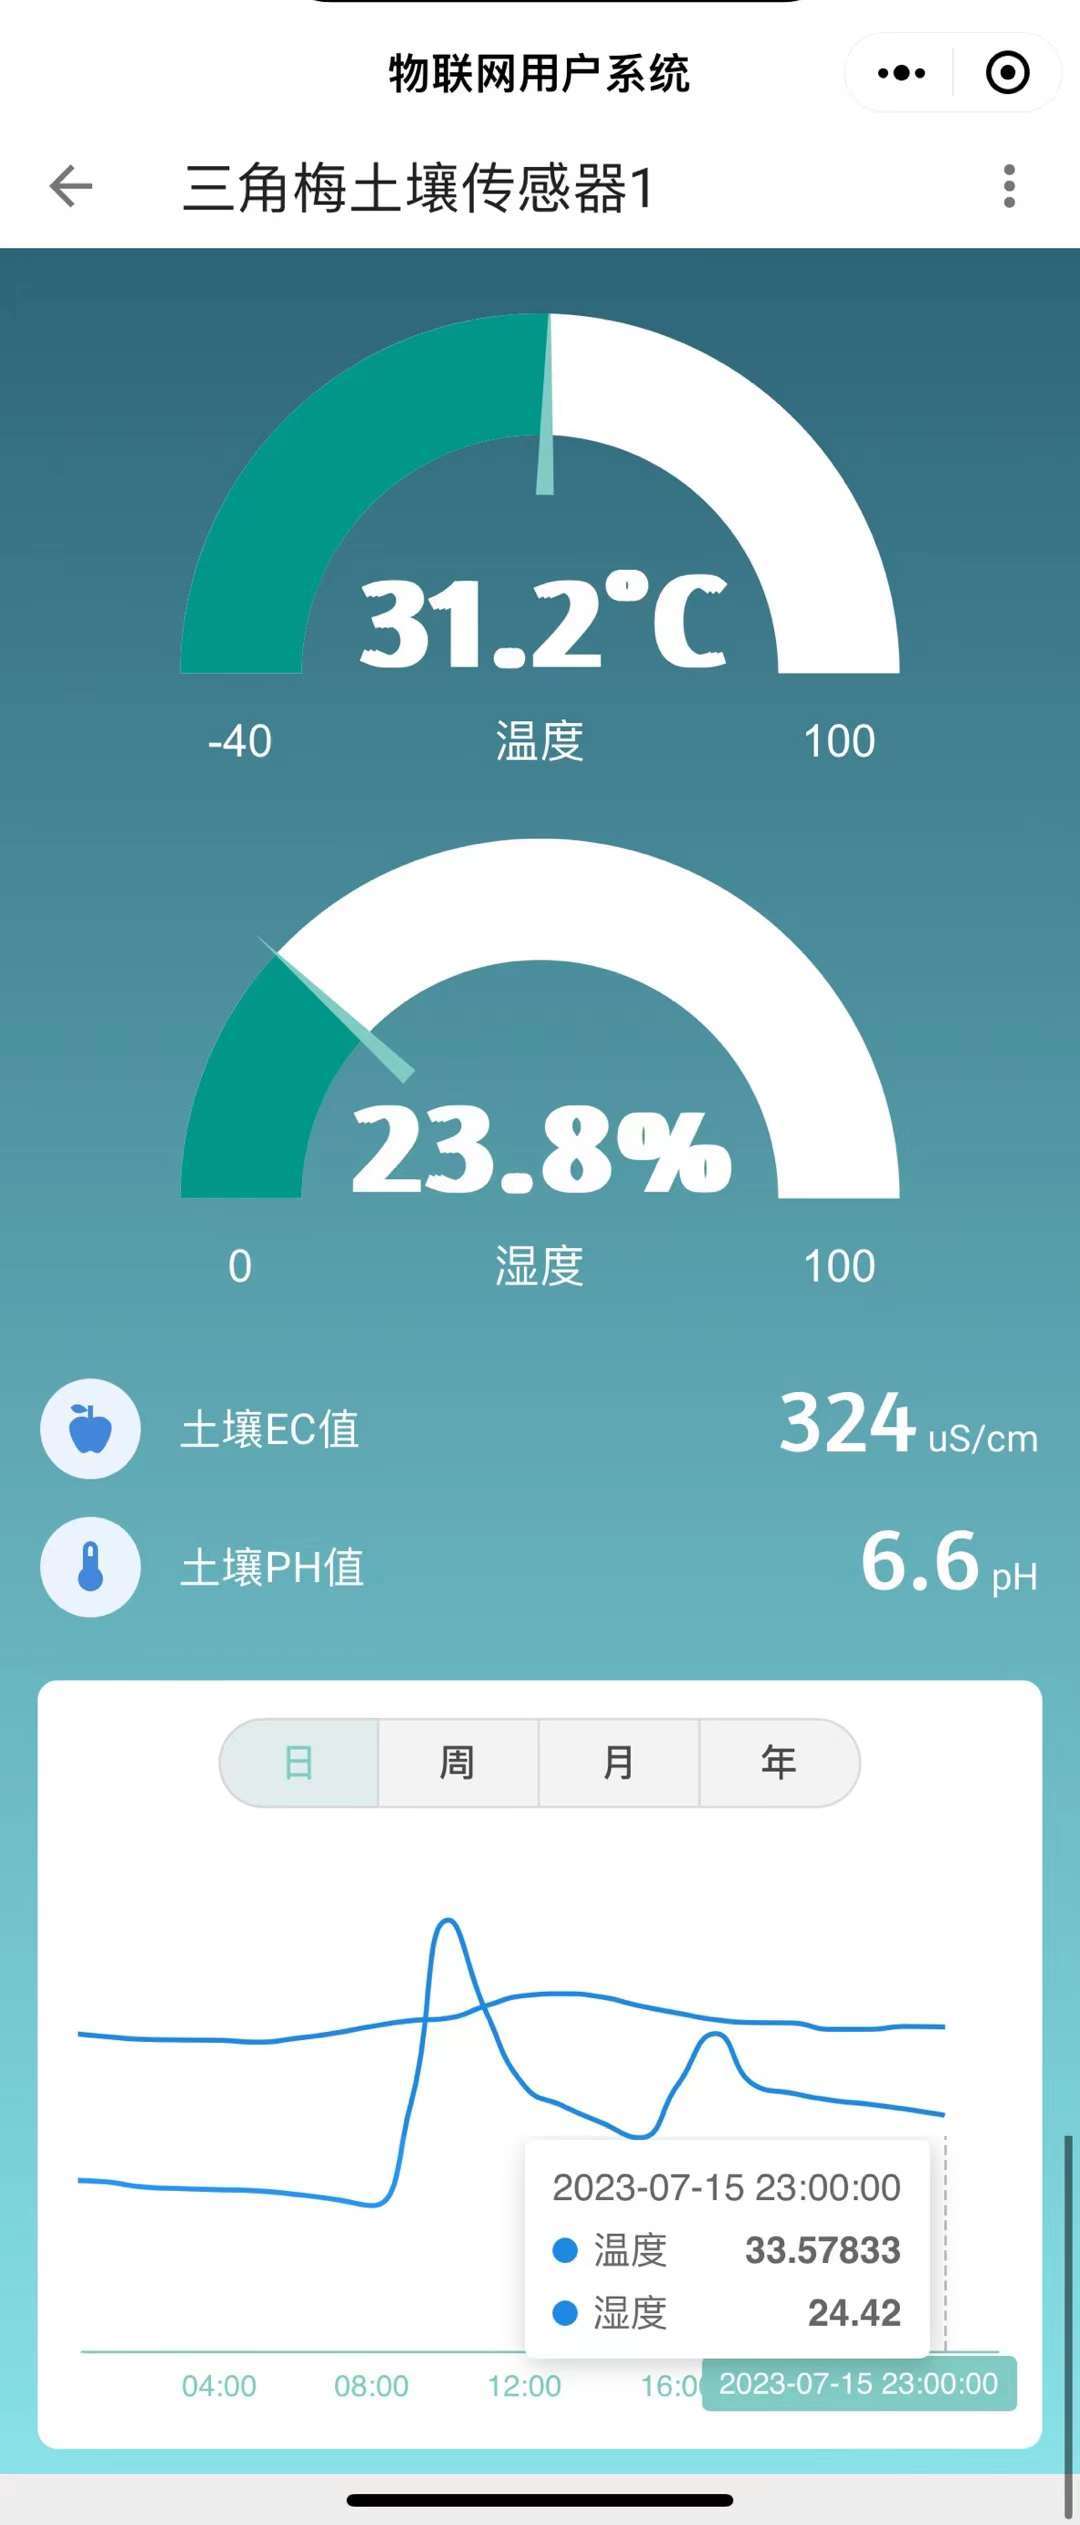 物联网用户系统
三角梅土壤传感器1
31.2°C
-40 温度 100
23.8%
0 湿度 100
土壤EC值 324 uS/cm
土壤PH值 6.6 pH
日 周 月 年
2023-07-15 23:00:00
温度 33.57833
湿度 24.42
04:00 08:00 12:00 16:0 2023-07-15 23:00:00